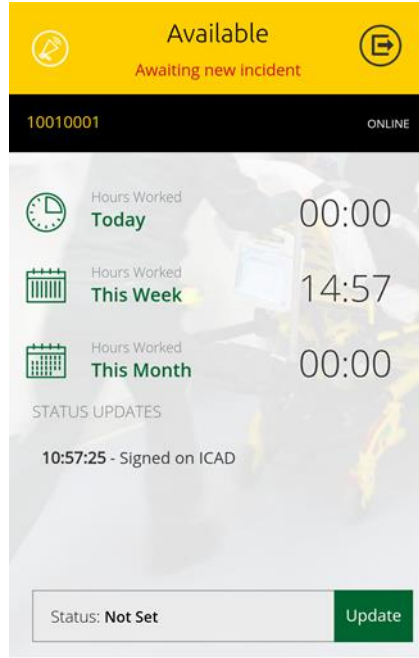 Available
Awaiting new incident
10010001 ONLINE
Hours Worked
Today 00:00
Hours Worked
This Week 14:57
Hours Worked
This Month 00:00
STATUS UPDATES
10:57:25 - Signed on ICAD
Status: Not Set Update